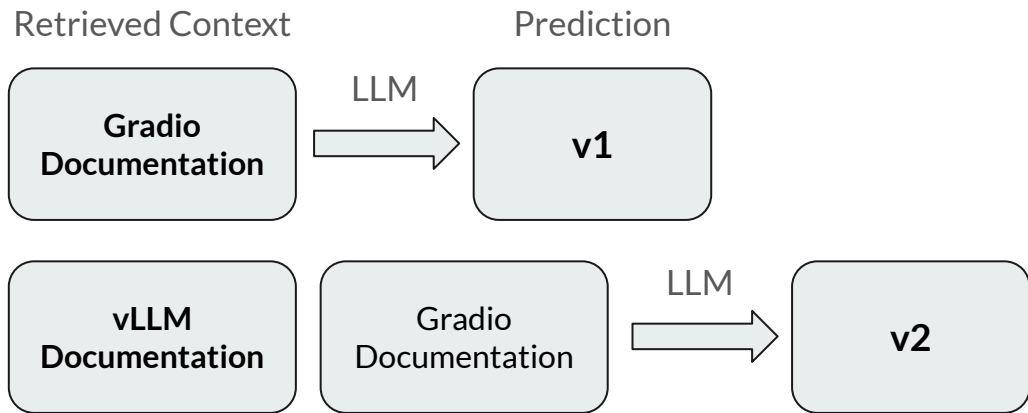 Retrieved Context
Prediction
Gradio
Documentation
LLM
v1
vLLM
Documentation
Gradio
Documentation
LLM
v2